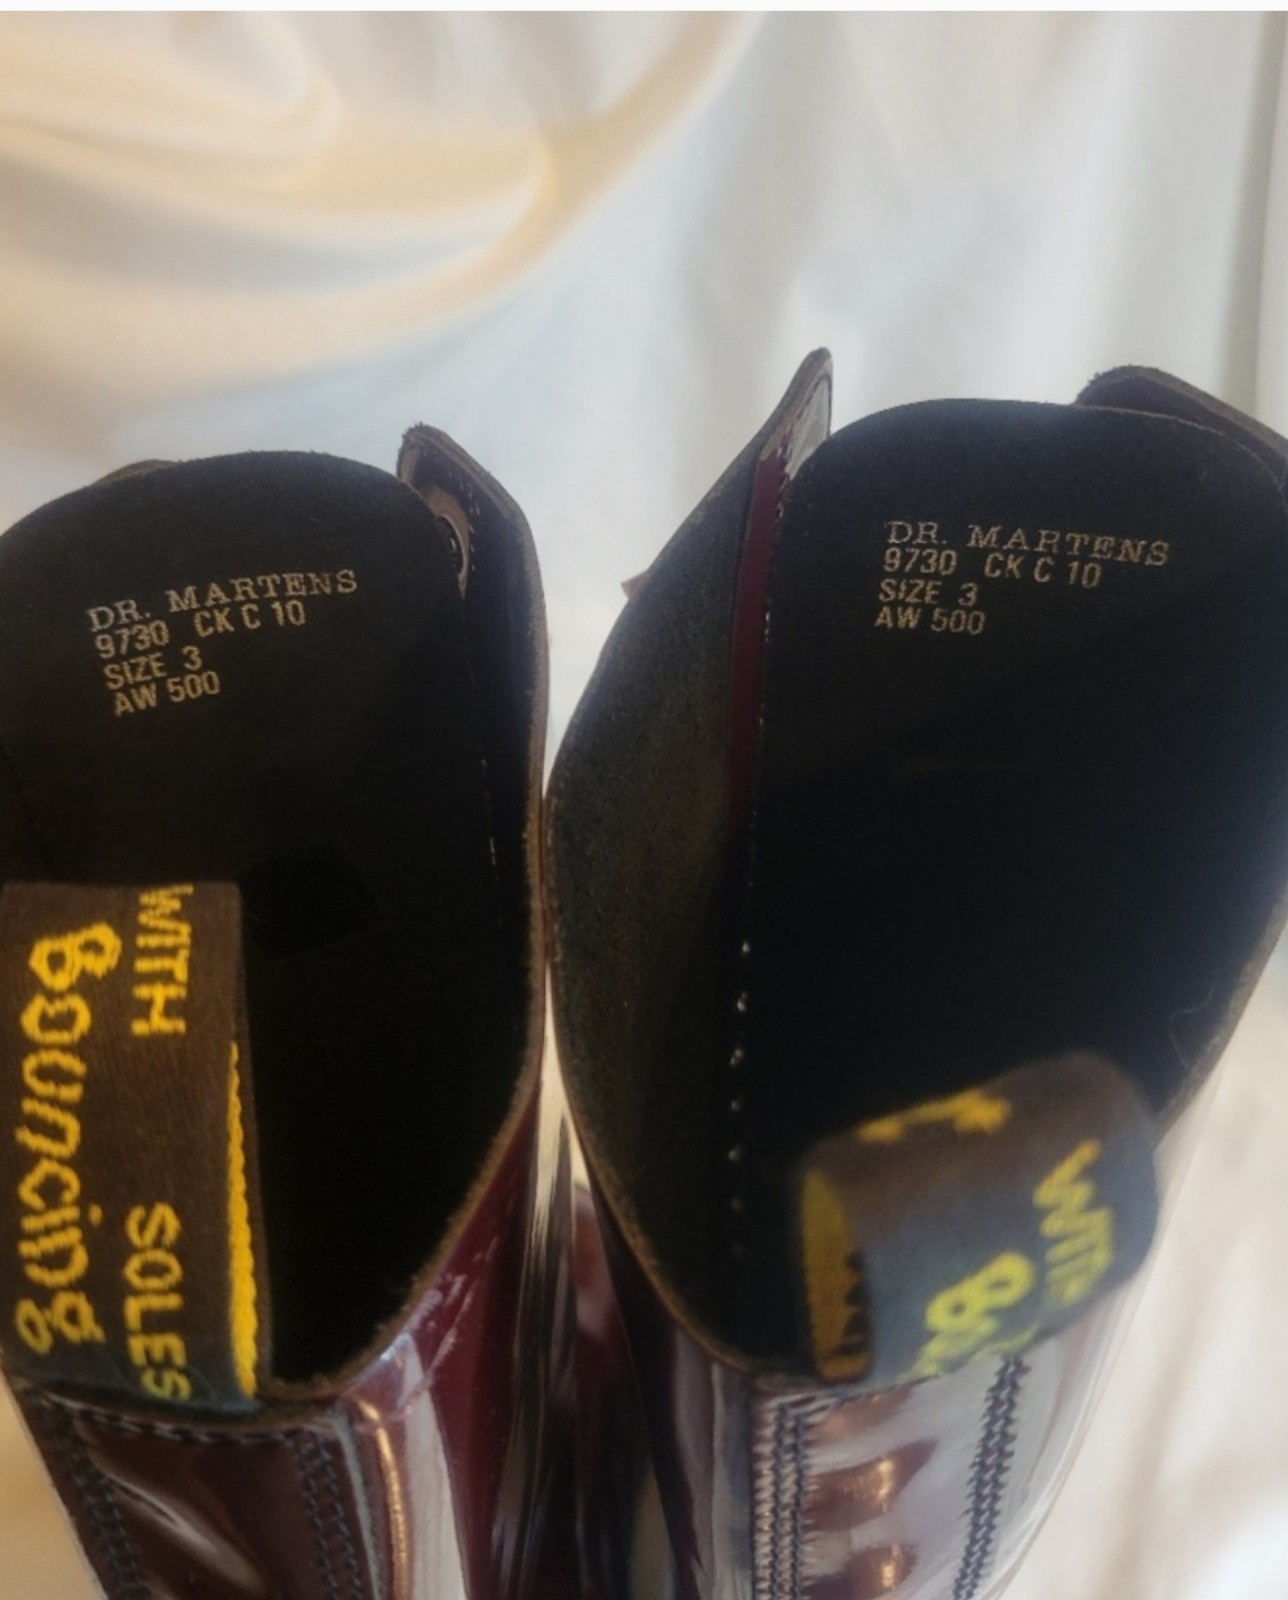 DR. MARTENS
9730 CK C 10
SIZE 3
AW 500
DR. MARTENS
9730 CK C 10
SIZE 3
AW 500
WITH
Bouncing
SOLES
WITH